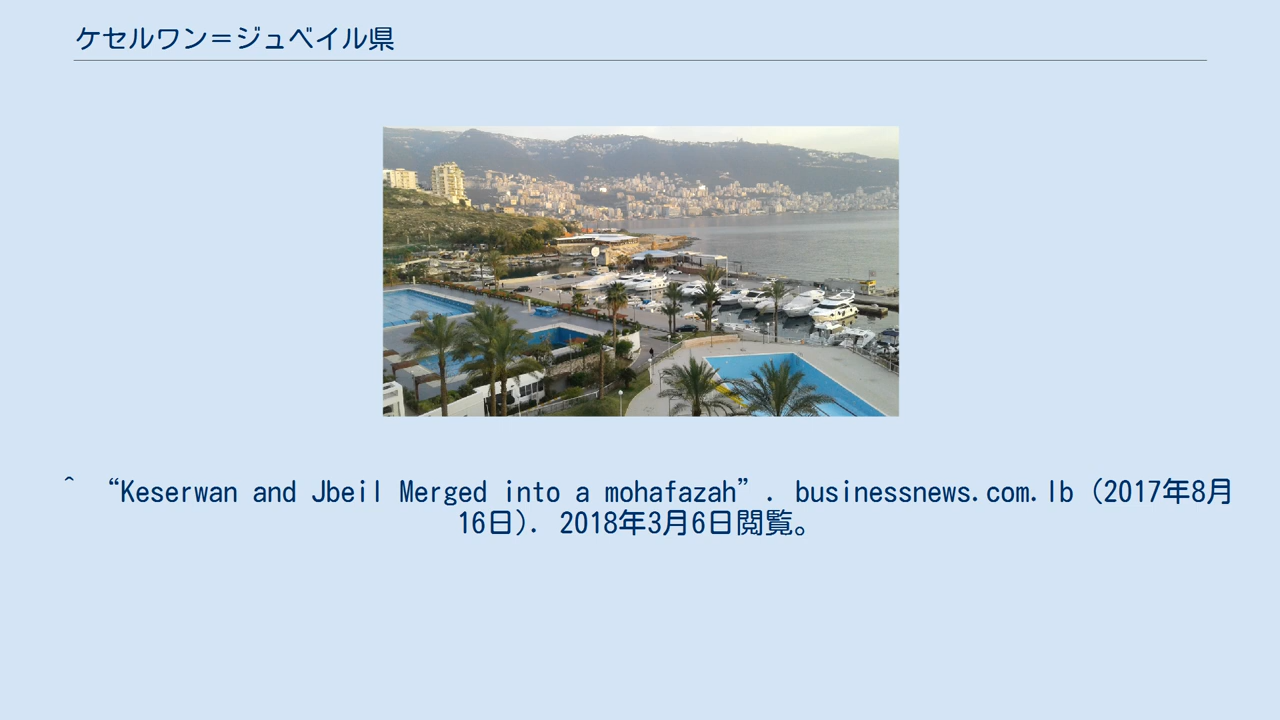 ケセルワン＝ジュベイル県
^ “Keserwan and Jbeil Merged into a mohafazah”. businessnews.com.lb (2017年8月
16日). 2018年3月6日閲覧。